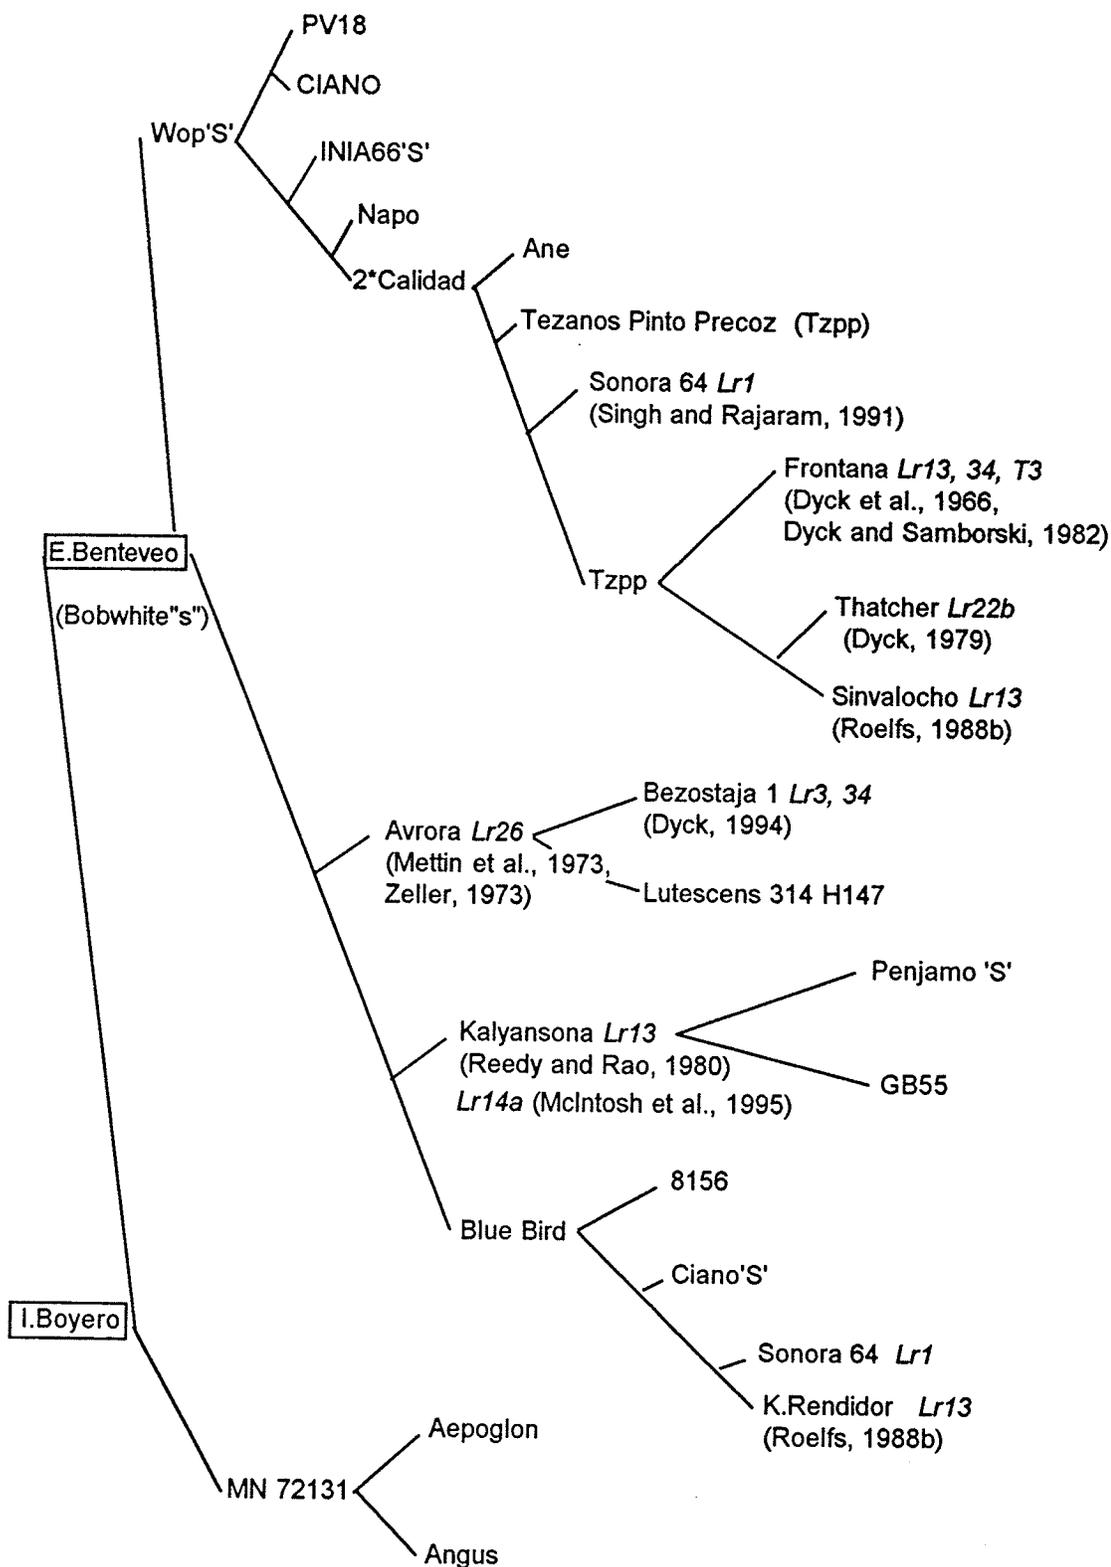 PV18
CIANO
Wop'S'
INIA66'S'
Napo
2*Calidad
Ane
Tezanos Pinto Precoz (Tzpp)
Sonora 64 Lr1
(Singh and Rajaram, 1991)
Frontana Lr13, 34, T3
(Dyck et al., 1966,
Dyck and Samborski, 1982)
Tzpp
Thatcher Lr22b
(Dyck, 1979)
Sinvalocho Lr13
(Roelfs, 1988b)
E.Benteveo
(Bobwhite"s")
Bezostaja 1 Lr3, 34
(Dyck, 1994)
Avrora Lr26
(Mettin et al., 1973,
Zeller, 1973)
Lutescens 314 H147
Penjamo 'S'
Kalyansona Lr13
(Reedy and Rao, 1980)
Lr14a (McIntosh et al., 1995)
GB55
8156
Blue Bird
Ciano'S'
Sonora 64 Lr1
K.Rendidor Lr13
(Roelfs, 1988b)
I.Boyero
Aepoglon
MN 72131
Angus